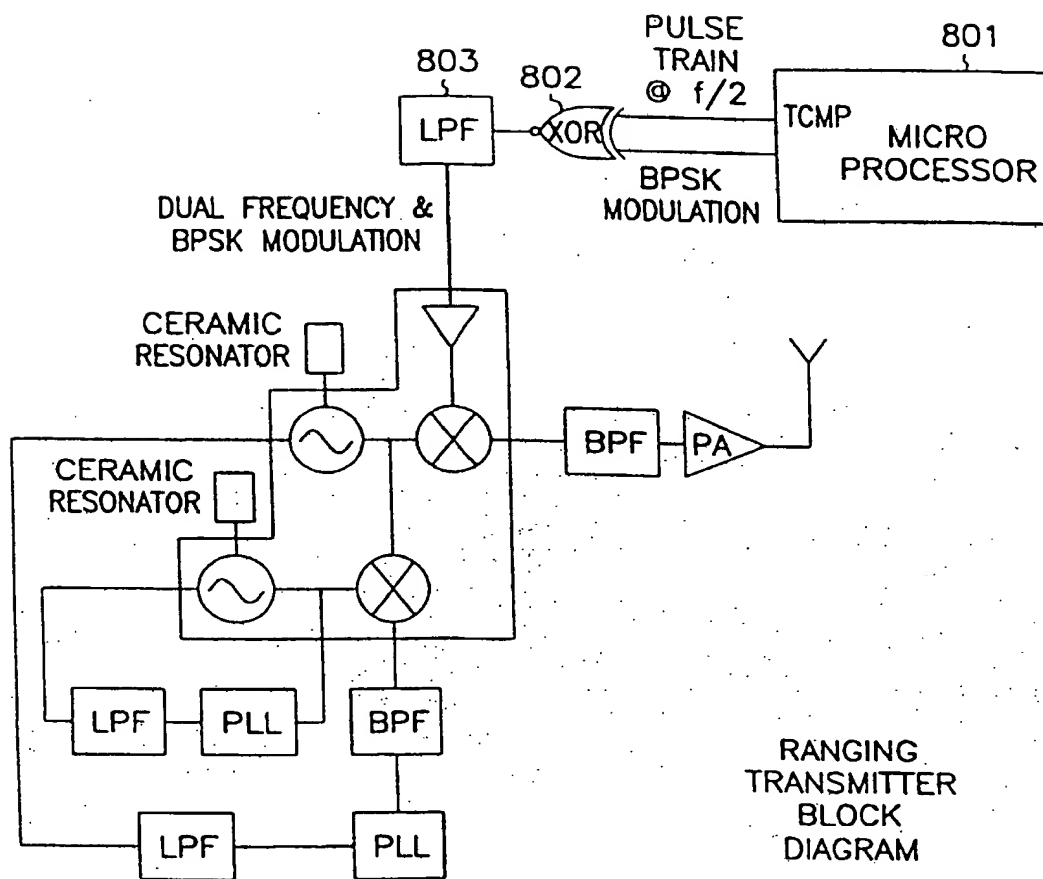 PULSE
TRAIN
@ f/2
801
803
802
LPF
XOR
TCMP
MICRO
PROCESSOR
BPSK
MODULATION
DUAL FREQUENCY &
BPSK MODULATION
CERAMIC
RESONATOR
BPF
PA
CERAMIC
RESONATOR
LPF
PLL
BPF
LPF
PLL
RANGING
TRANSMITTER
BLOCK
DIAGRAM